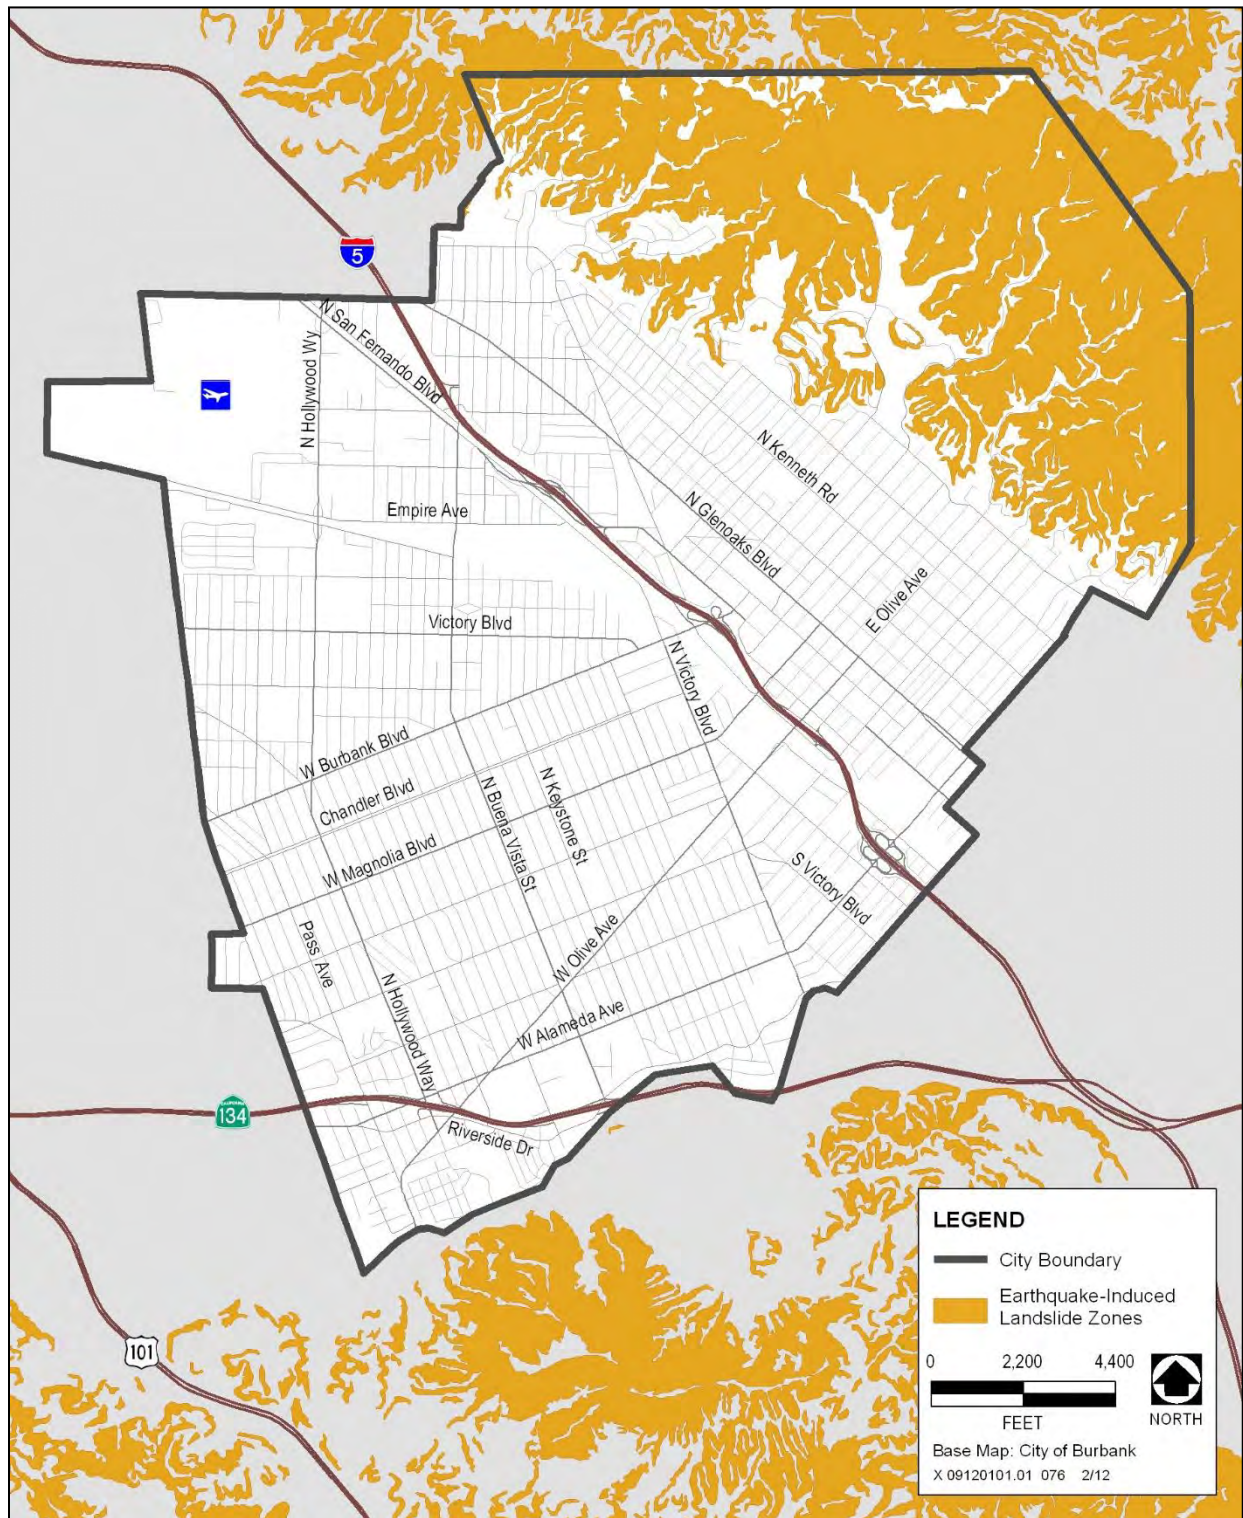 5
N San Fernando Blvd
N Hollywood Wy
N Kenneth Rd
N Glenoaks Blvd
Empire Ave
E Olive Ave
Victory Blvd
N Victory Blvd
W Burbank Blvd
Chandler Blvd
N Keystone St
N Buena Vista St
W Magnolia Blvd
S Victory Blvd
Pass Ave
W Olive Ave
N Hollywood Way
W Alameda Ave
CALIFORNIA
134
Riverside Dr
101
LEGEND
City Boundary
Earthquake-Induced
Landslide Zones
0 2,200 4,400
FEET
NORTH
Base Map: City of Burbank
X 09120101.01 076 2/12